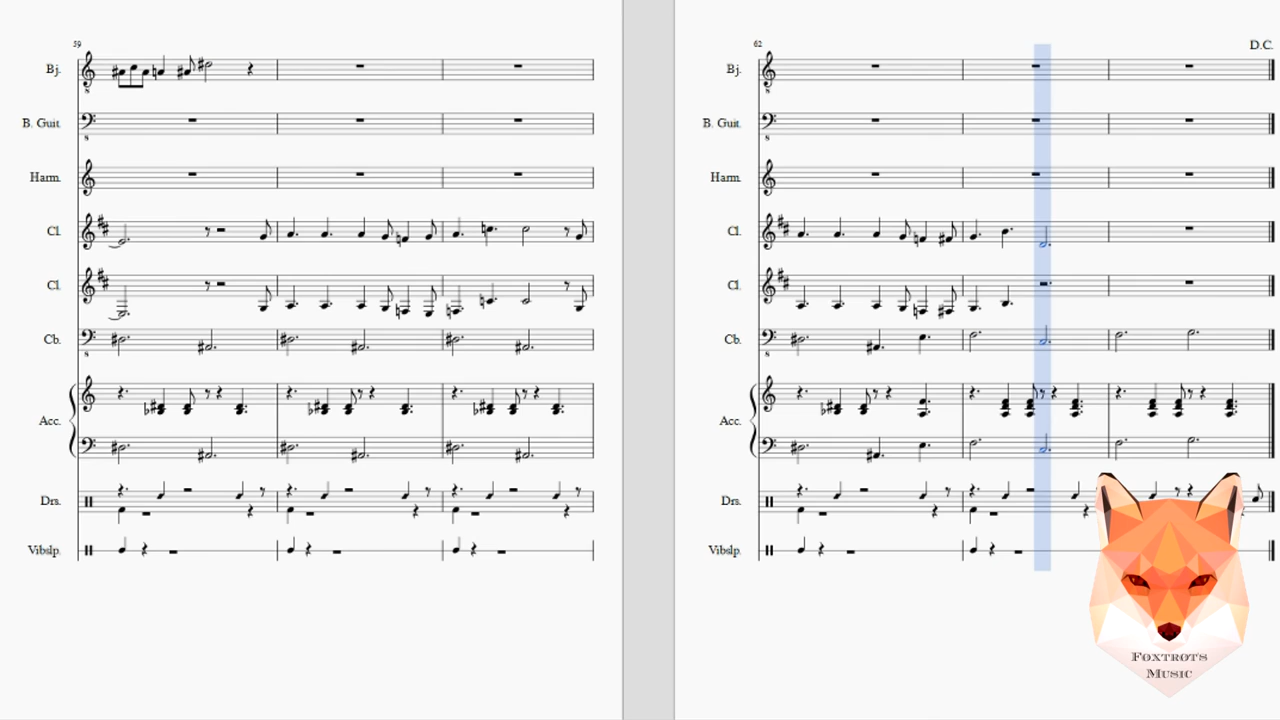 59
Bj.
B. Guit.
Harm.
Cl.
Cl.
Cb.
Acc.
Drs.
Vibslp.
62
D.C.
Bj.
B. Guit.
Harm.
Cl.
Cl.
Cb.
Acc.
Drs.
Vibslp.
Foxtrot's
Music